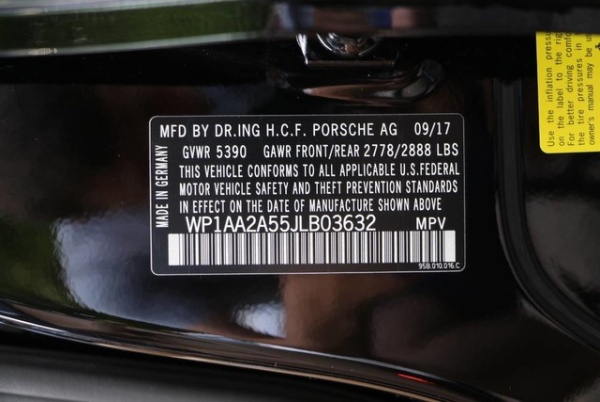 MFD BY DR.ING H.C.F. PORSCHE AG 09/17
GVWR 5390 GAWR FRONT/REAR 2778/2888 LBS
THIS VEHICLE CONFORMS TO ALL APPLICABLE U.S.FEDERAL
MOTOR VEHICLE SAFETY AND THEFT PREVENTION STANDARDS
IN EFFECT ON THE DATE OF MANUFACTURE SHOWN ABOVE
WP1AA2A55JLB03632 MPV
95B.010.016.C
MADE IN GERMANY
Use the inflation pressu
on the label to the rig
For better driving comfo
the tire pressures in
owner's manual may be